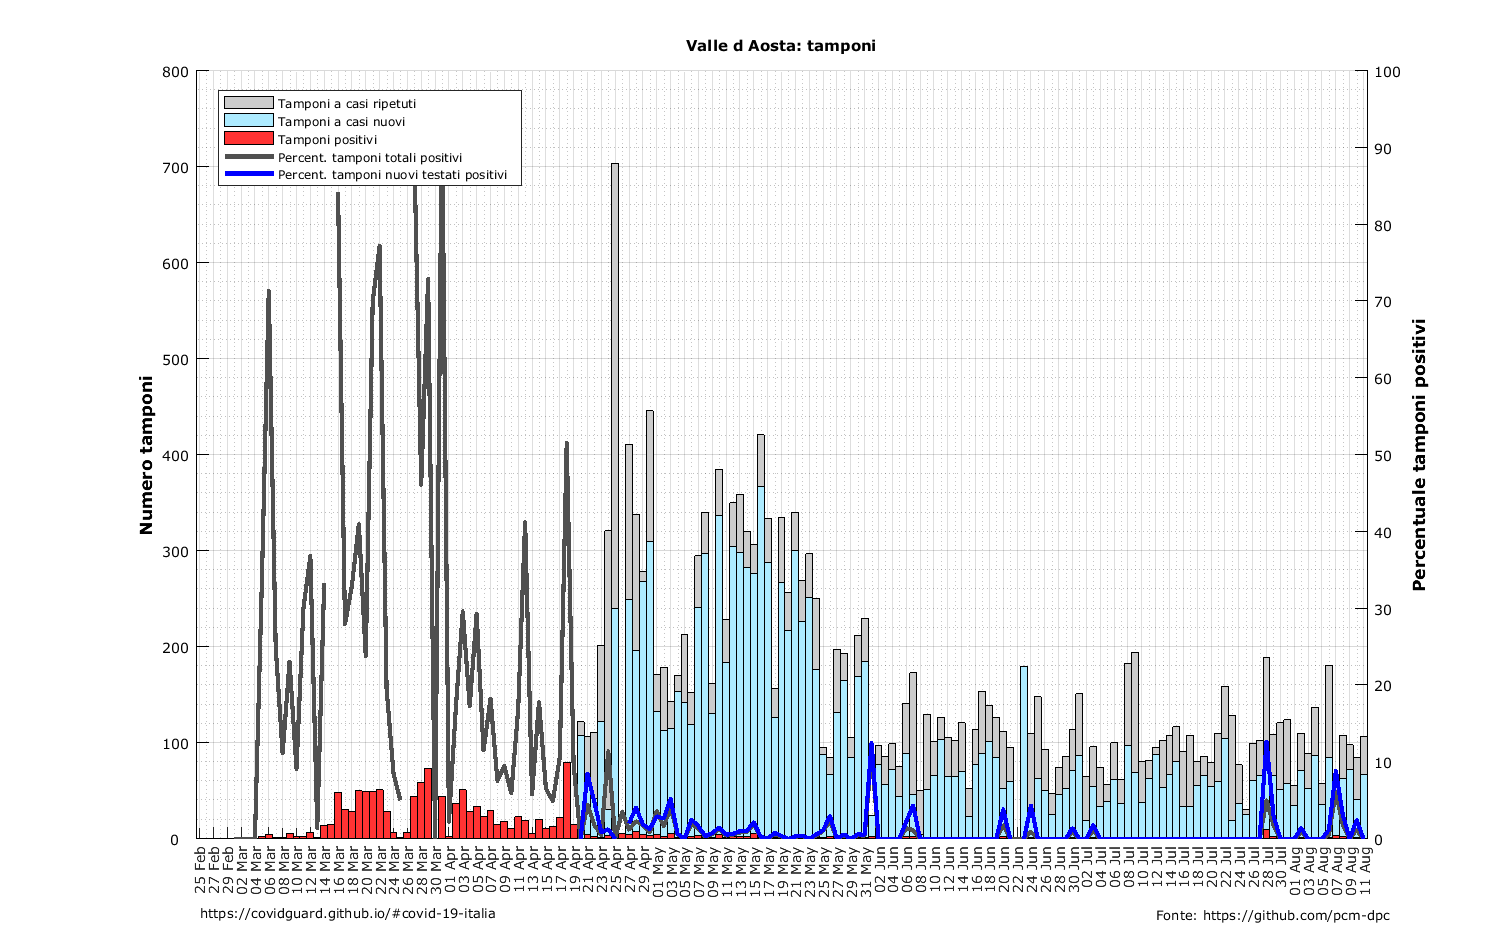 Valle d Aosta: tamponi
Tamponi a casi ripetuti
Tamponi a casi nuovi
Tamponi positivi
Percent. tamponi totali positivi
Percent. tamponi nuovi testati positivi
Numero tamponi
800
700
600
500
400
300
200
100
0
Percentuale tamponi positivi
100
90
80
70
60
50
40
30
20
10
0
25 Feb
27 Feb
29 Feb
02 Mar
04 Mar
06 Mar
08 Mar
10 Mar
12 Mar
14 Mar
16 Mar
18 Mar
20 Mar
22 Mar
24 Mar
26 Mar
28 Mar
30 Mar
01 Apr
03 Apr
05 Apr
07 Apr
09 Apr
11 Apr
13 Apr
15 Apr
17 Apr
19 Apr
21 Apr
23 Apr
25 Apr
27 Apr
29 Apr
01 May
03 May
05 May
07 May
09 May
11 May
13 May
15 May
17 May
19 May
21 May
23 May
25 May
27 May
29 May
31 May
02 Jun
04 Jun
06 Jun
08 Jun
10 Jun
12 Jun
14 Jun
16 Jun
18 Jun
20 Jun
22 Jun
24 Jun
26 Jun
28 Jun
30 Jun
02 Jul
04 Jul
06 Jul
08 Jul
10 Jul
12 Jul
14 Jul
16 Jul
18 Jul
20 Jul
22 Jul
24 Jul
26 Jul
28 Jul
30 Jul
01 Aug
03 Aug
05 Aug
07 Aug
09 Aug
11 Aug
https://covidguard.github.io/#covid-19-italia
Fonte: https://github.com/pcm-dpc